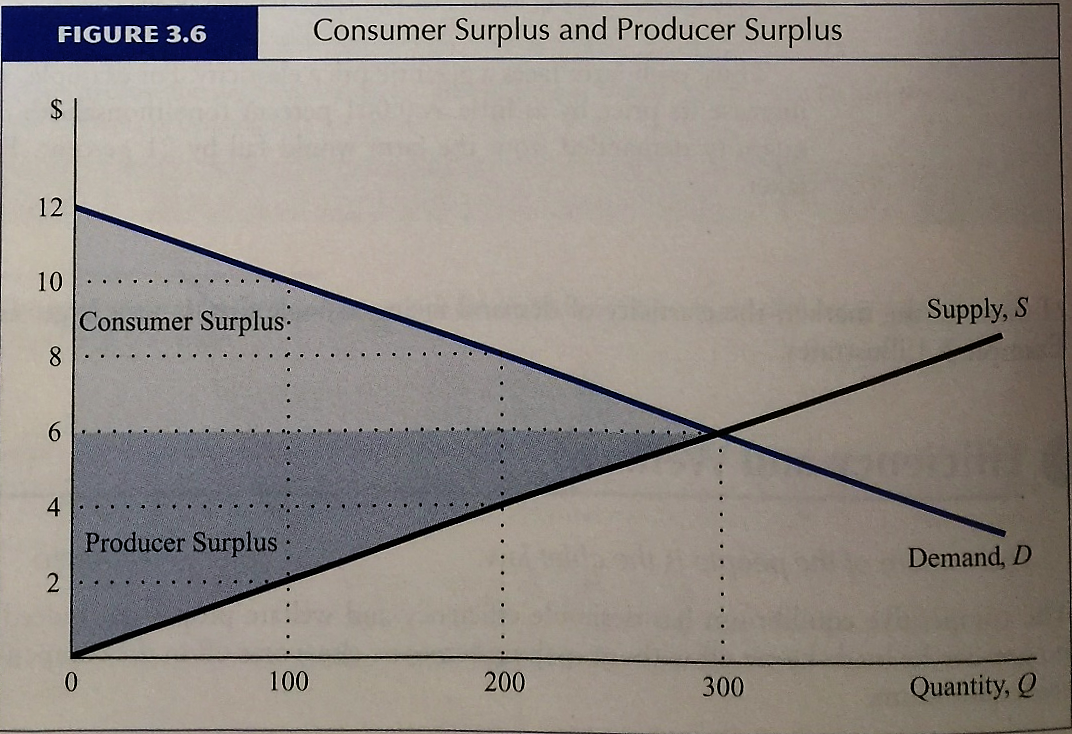 FIGURE 3.6
Consumer Surplus and Producer Surplus
$
12
10
Consumer Surplus
Supply, S
8
6
4
Producer Surplus
Demand, D
2
0
100
200
300
Quantity, Q